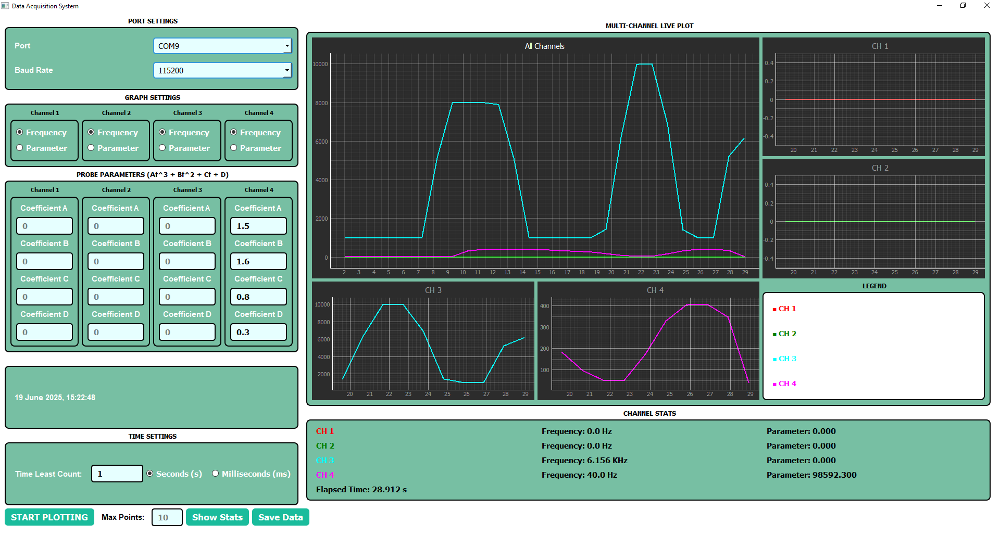 Data Acquisition System
PORT SETTINGS
Port
COM9
Baud Rate
115200
GRAPH SETTINGS
Channel 1 Channel 2 Channel 3 Channel 4
Frequency Frequency Frequency Frequency
Parameter Parameter Parameter Parameter
PROBE PARAMETERS (Af^3 + Bf^2 + Cf + D)
Channel 1 Channel 2 Channel 3 Channel 4
Coefficient A Coefficient A Coefficient A Coefficient A
0 0 0 1.5
Coefficient B Coefficient B Coefficient B Coefficient B
0 0 0 1.6
Coefficient C Coefficient C Coefficient C Coefficient C
0 0 0 0.8
Coefficient D Coefficient D Coefficient D Coefficient D
0 0 0 0.3
19 June 2025, 15:22:48
TIME SETTINGS
Time Least Count: 1 Seconds (s) Milliseconds (ms)
START PLOTTING Max Points: 10 Show Stats Save Data
MULTI-CHANNEL LIVE PLOT
All Channels
10000
8000
6000
4000
2000
0
2 3 4 5 6 7 8 9 10 11 12 13 14 15 16 17 18 19 20 21 22 23 24 25 26 27 28 29
CH 1
0.4
0.2
0
-0.2
-0.4
20 21 22 23 24 25 26 27 28 29
CH 2
0.4
0.2
0
-0.2
-0.4
20 21 22 23 24 25 26 27 28 29
CH 3
10000
8000
6000
4000
2000
20 21 22 23 24 25 26 27 28 29
CH 4
400
300
200
100
20 21 22 23 24 25 26 27 28 29
LEGEND
CH 1
CH 2
CH 3
CH 4
CHANNEL STATS
CH 1 Frequency: 0.0 Hz Parameter: 0.000
CH 2 Frequency: 0.0 Hz Parameter: 0.000
CH 3 Frequency: 6.156 KHz Parameter: 0.000
CH 4 Frequency: 40.0 Hz Parameter: 98592.300
Elapsed Time: 28.912 s